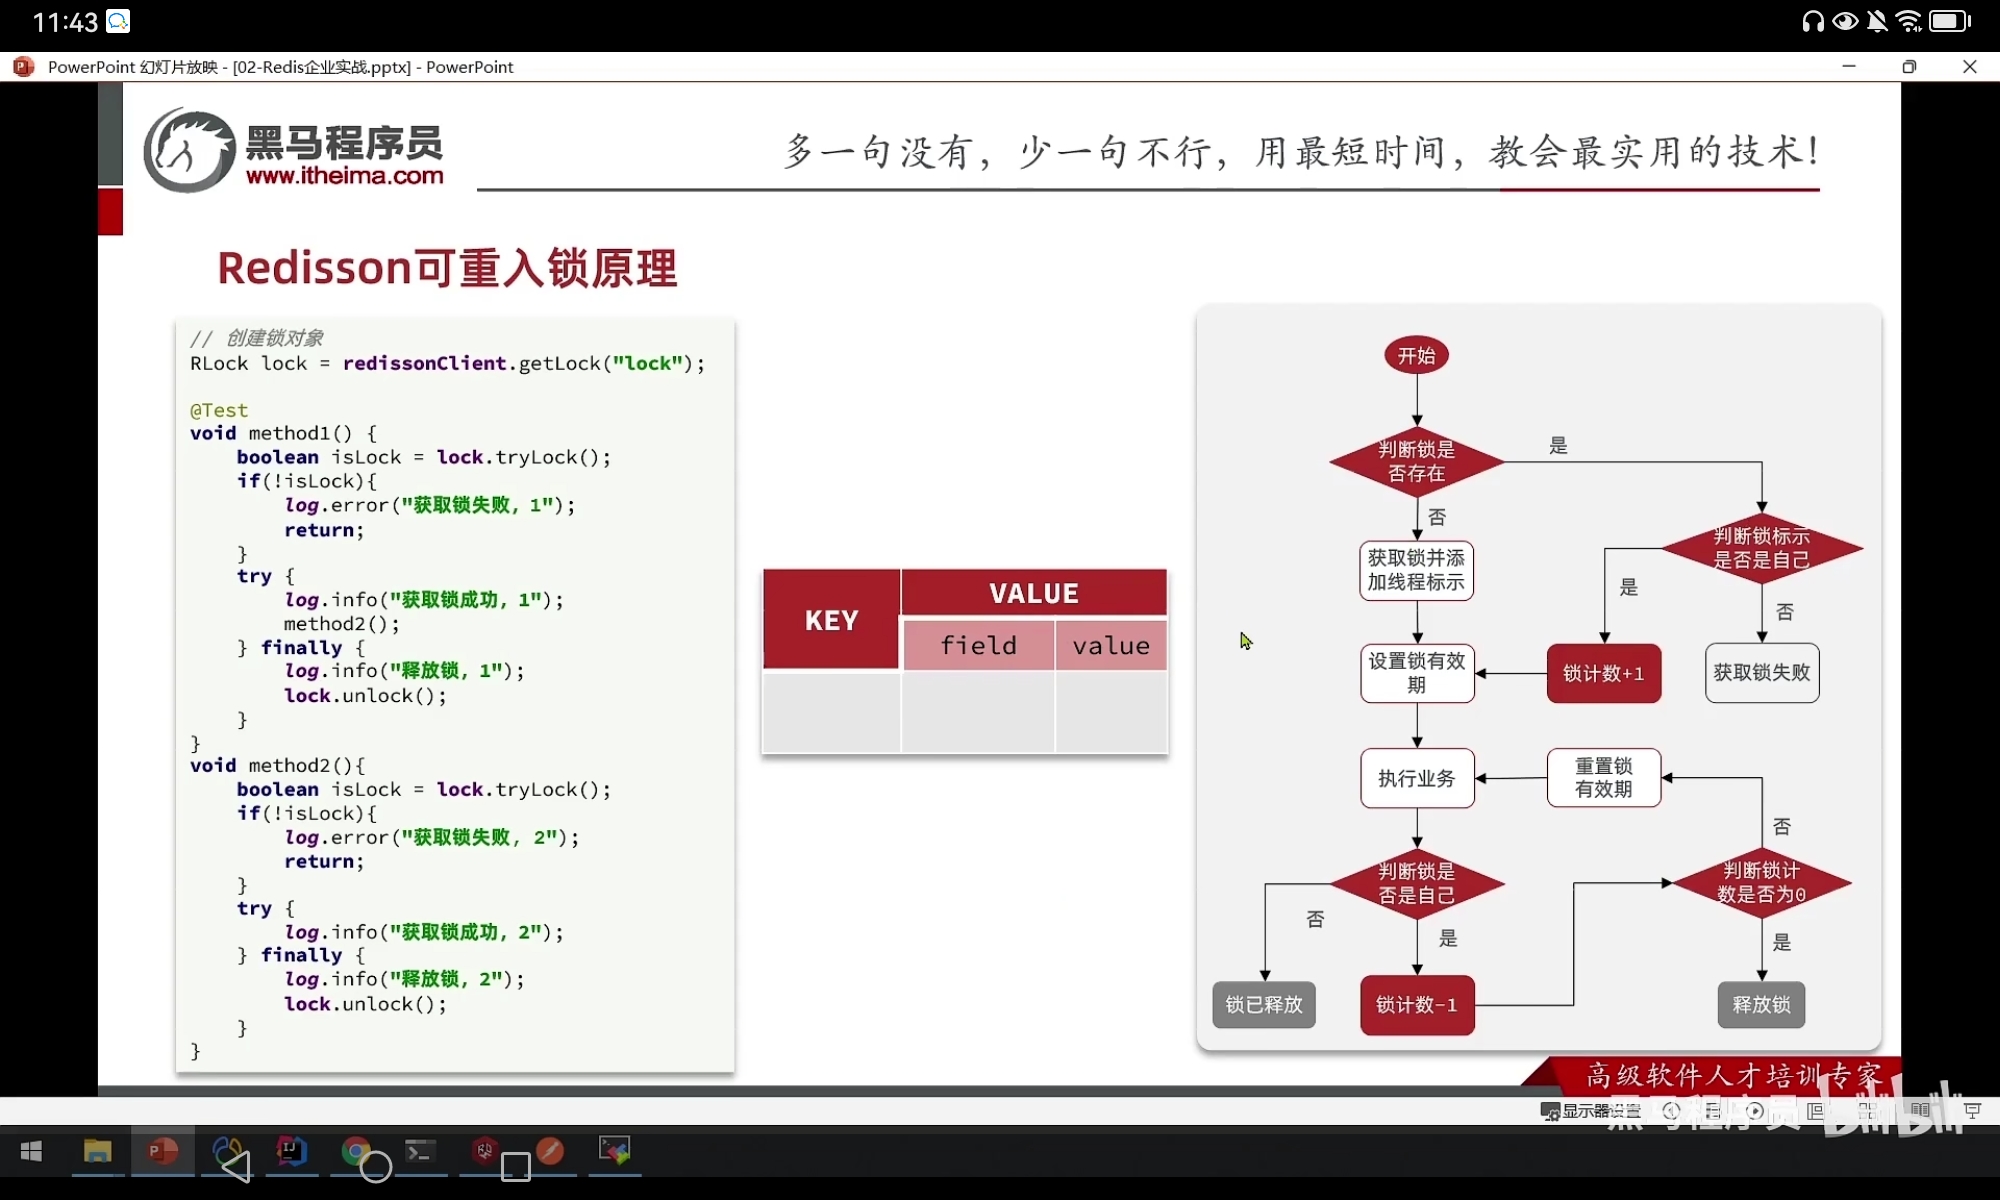 11:43
PowerPoint 幻灯片放映 - [02-Redis企业实战.pptx] - PowerPoint
黑马程序员
www.itheima.com
多一句没有，少一句不行，用最短时间，教会最实用的技术！
Redisson可重入锁原理
// 创建锁对象
RLock lock = redissonClient.getLock("lock");
@Test
void method1() {
boolean isLock = lock.tryLock();
if(!isLock){
log.error("获取锁失败，1");
return;
}
try {
log.info("获取锁成功，1");
method2();
} finally {
log.info("释放锁，1");
lock.unlock();
}
}
void method2(){
boolean isLock = lock.tryLock();
if(!isLock){
log.error("获取锁失败，2");
return;
}
try {
log.info("获取锁成功，2");
} finally {
log.info("释放锁，2");
lock.unlock();
}
}
KEY
VALUE
field
value
开始
判断锁是
否存在
是
否
获取锁并添
加线程标示
判断锁标示
是否是自己
是
否
设置锁有效
期
锁计数+1
获取锁失败
执行业务
重置锁
有效期
否
判断锁是
否是自己
判断锁计
数是否为0
否
是
是
锁已释放
锁计数-1
释放锁
高级软件人才培训专家
显示器设置
黑马程序员
bilibili